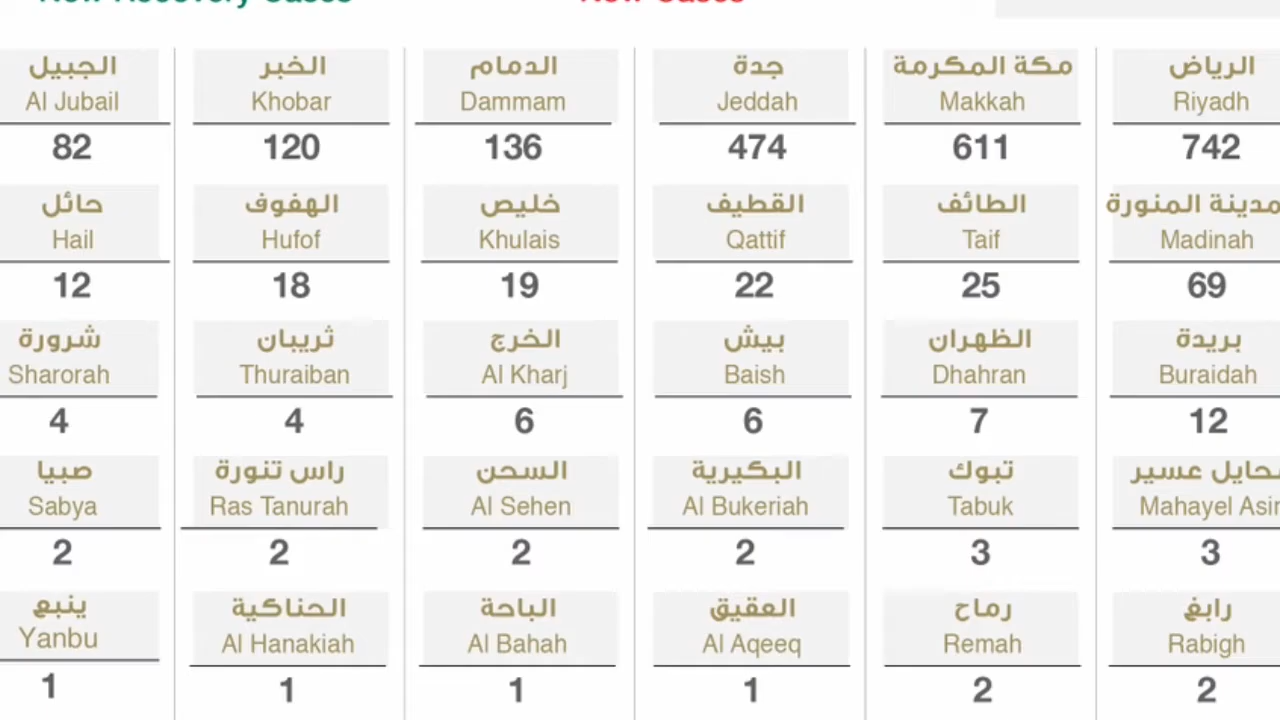 New Recovery Cases
New Cases
الرياض
Riyadh
742
مكة المكرمة
Makkah
611
جدة
Jeddah
474
الدمام
Dammam
136
الخبر
Khobar
120
الجبيل
Al Jubail
82
مدينة المنورة
Madinah
69
الطائف
Taif
25
القطيف
Qattif
22
خليص
Khulais
19
الهفوف
Hufof
18
حائل
Hail
12
بريدة
Buraidah
12
الظهران
Dhahran
7
بيش
Baish
6
الخرج
Al Kharj
6
ثريبان
Thuraiban
4
شرورة
Sharorah
4
محايل عسير
Mahayel Asir
3
تبوك
Tabuk
3
البكيرية
Al Bukeriah
2
السحن
Al Sehen
2
راس تنورة
Ras Tanurah
2
صبيا
Sabya
2
رابغ
Rabigh
2
رماح
Remah
2
العقيق
Al Aqeeq
1
الباحة
Al Bahah
1
الحناكية
Al Hanakiah
1
ينبع
Yanbu
1